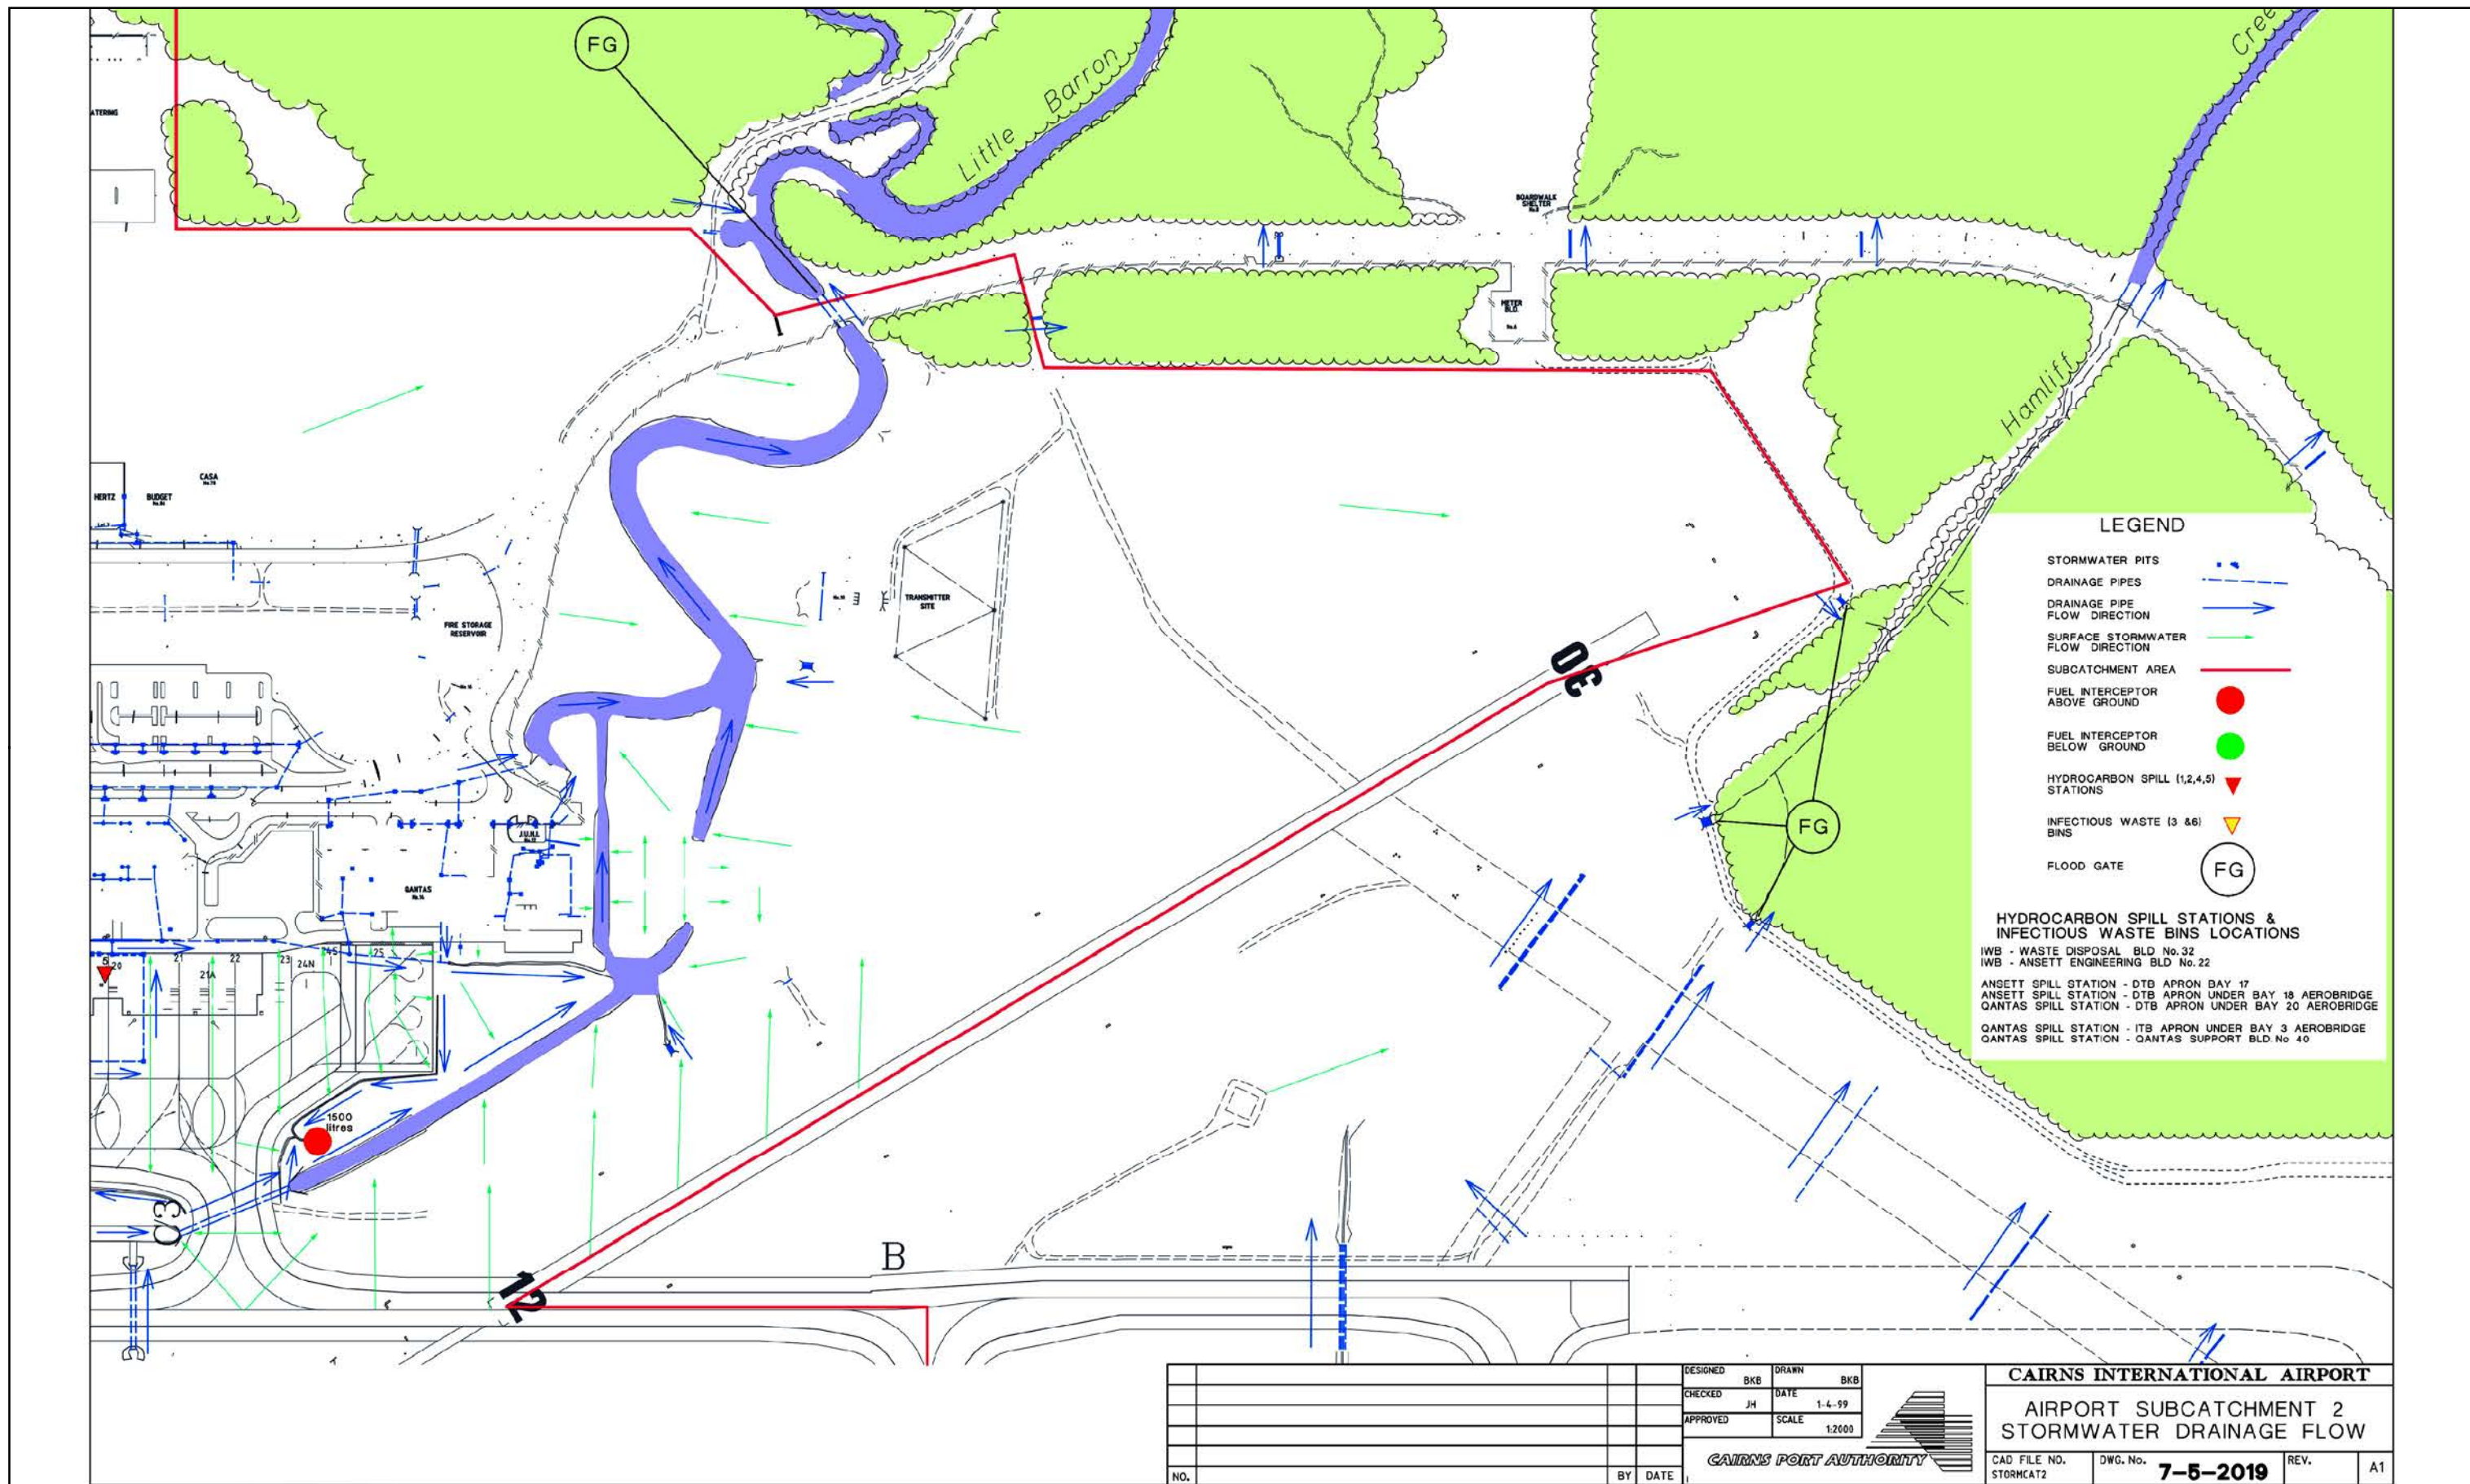 FG
Little Barron
Creek
ATERING
BOARDWALK
SHELTER
METER
BLD.
No.6
Hamliff
HERTZ
BUDGET
CASA
FIRE STORAGE
RESERVOIR
TRANSMITTER
SITE
30
J.U.H.I.
QANTAS
FG
5
20
21
21A
22
23
24N
24S
25
1500
litres
03
12
B
LEGEND
STORMWATER PITS
DRAINAGE PIPES
DRAINAGE PIPE
FLOW DIRECTION
SURFACE STORMWATER
FLOW DIRECTION
SUBCATCHMENT AREA
FUEL INTERCEPTOR
ABOVE GROUND
FUEL INTERCEPTOR
BELOW GROUND
HYDROCARBON SPILL (1,2,4,5)
STATIONS
INFECTIOUS WASTE (3 &6)
BINS
FLOOD GATE
FG
HYDROCARBON SPILL STATIONS &
INFECTIOUS WASTE BINS LOCATIONS
IWB - WASTE DISPOSAL BLD No.32
IWB - ANSETT ENGINEERING BLD No.22
ANSETT SPILL STATION - DTB APRON BAY 17
ANSETT SPILL STATION - DTB APRON UNDER BAY 18 AEROBRIDGE
QANTAS SPILL STATION - DTB APRON UNDER BAY 20 AEROBRIDGE
QANTAS SPILL STATION - ITB APRON UNDER BAY 3 AEROBRIDGE
QANTAS SPILL STATION - QANTAS SUPPORT BLD.No 40
NO.
BY DATE
DESIGNED BKB
DRAWN BKB
CHECKED JH
DATE 1-4-99
APPROVED
SCALE 1:2000
CAIRNS PORT AUTHORITY
CAIRNS INTERNATIONAL AIRPORT
AIRPORT SUBCATCHMENT 2
STORMWATER DRAINAGE FLOW
CAD FILE NO.
STORMCAT2
DWG. No. 7-5-2019
REV.
A1